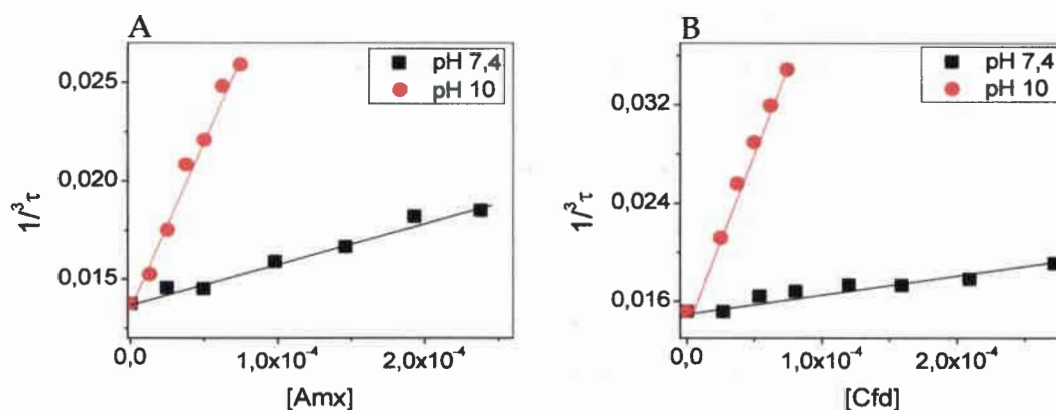 A
pH 7,4
pH 10
0,025
0,020
0,015
1/³τ
0,0
1,0x10⁻⁴
2,0x10⁻⁴
[Amx]
B
pH 7,4
pH 10
0,032
0,024
0,016
1/³τ
0,0
1,0x10⁻⁴
2,0x10⁻⁴
[Cfd]